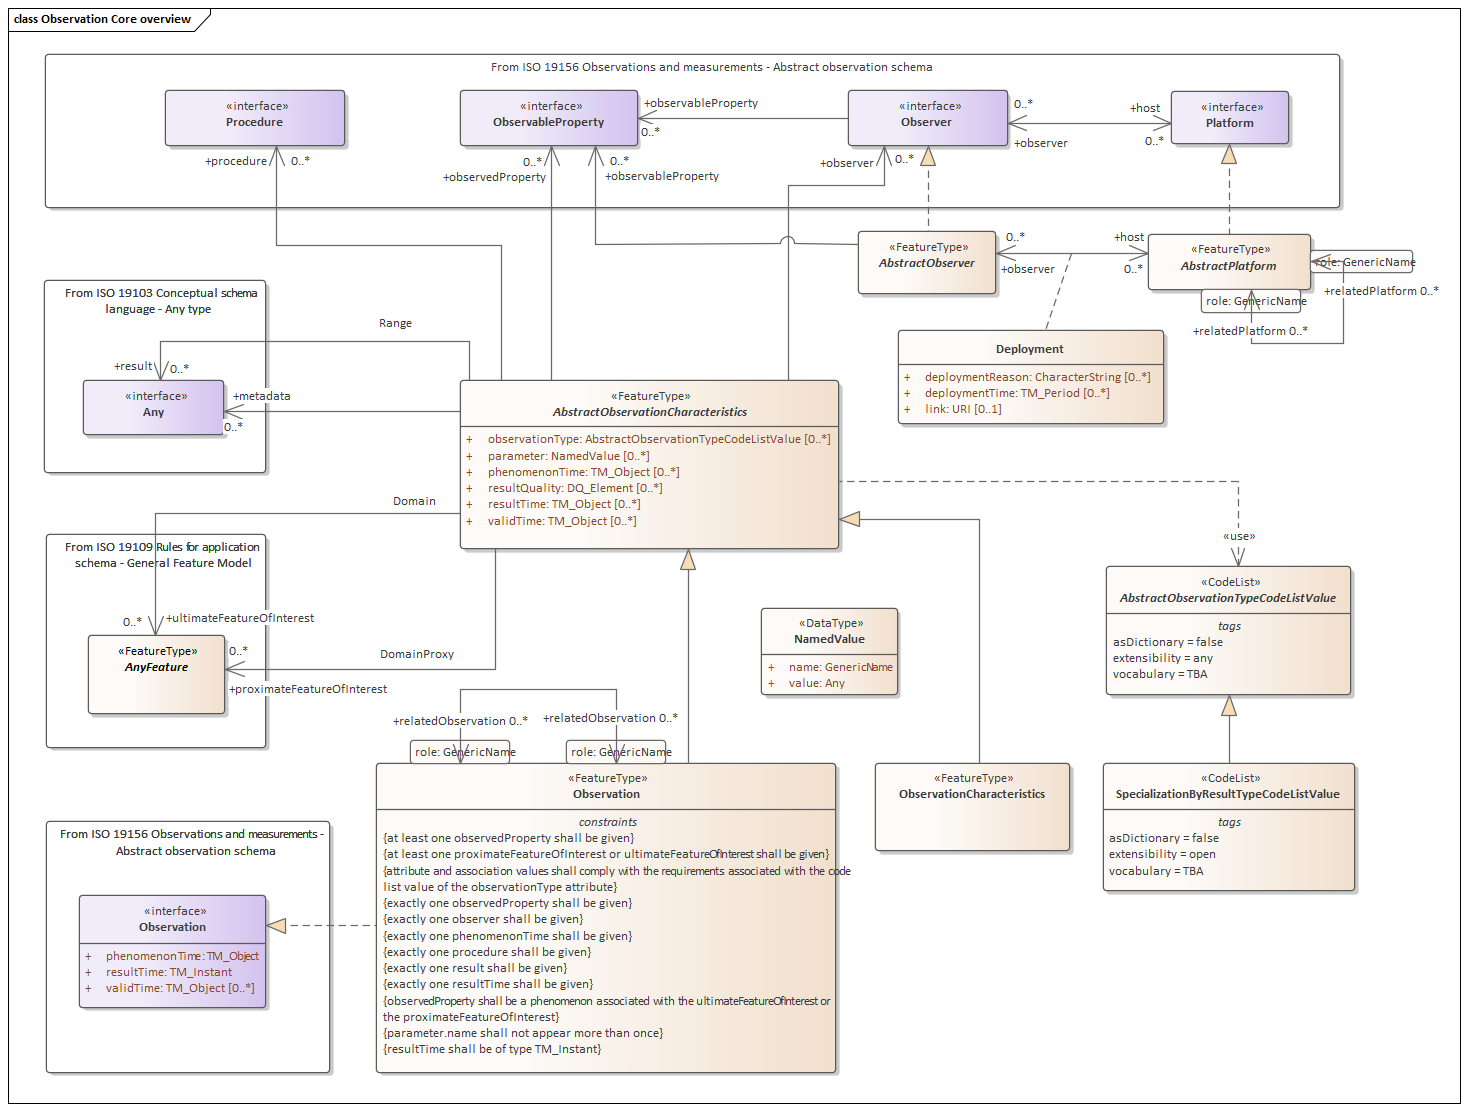 class Observation Core overview
From ISO 19156 Observations and measurements - Abstract observation schema
«interface»
Procedure
«interface»
ObservableProperty
+observableProperty
0..*
«interface»
Observer
0..*
+observer
+host
0..*
«interface»
Platform
+procedure
0..*
0..*
+observedProperty
0..*
+observableProperty
+observer
0..*
«FeatureType»
AbstractObserver
0..*
+observer
+host
0..*
«FeatureType»
AbstractPlatform
role: GenericName
+relatedPlatform 0..*
role: GenericName
+relatedPlatform 0..*
From ISO 19103 Conceptual schema
language - Any type
Range
+result
0..*
«interface»
Any
+metadata
0..*
Deployment
+ deploymentReason: CharacterString [0..*]
+ deploymentTime: TM_Period [0..*]
+ link: URI [0..1]
«FeatureType»
AbstractObservationCharacteristics
+ observationType: AbstractObservationTypeCodeListValue [0..*]
+ parameter: NamedValue [0..*]
+ phenomenonTime: TM_Object [0..*]
+ resultQuality: DQ_Element [0..*]
+ resultTime: TM_Object [0..*]
+ validTime: TM_Object [0..*]
Domain
From ISO 19109 Rules for application
schema - General Feature Model
0..*
+ultimateFeatureOfInterest
«FeatureType»
AnyFeature
0..*
+proximateFeatureOfInterest
DomainProxy
«use»
«CodeList»
AbstractObservationTypeCodeListValue
tags
asDictionary = false
extensibility = any
vocabulary = TBA
«DataType»
NamedValue
+ name: GenericName
+ value: Any
+relatedObservation 0..*
+relatedObservation 0..*
role: GenericName
role: GenericName
«FeatureType»
Observation
constraints
{at least one observedProperty shall be given}
{at least one proximateFeatureOfInterest or ultimateFeatureOfInterest shall be given}
{attribute and association values shall comply with the requirements associated with the code
list value of the observationType attribute}
{exactly one observedProperty shall be given}
{exactly one observer shall be given}
{exactly one phenomenonTime shall be given}
{exactly one procedure shall be given}
{exactly one result shall be given}
{exactly one resultTime shall be given}
{observedProperty shall be a phenomenon associated with the ultimateFeatureOfInterest or
the proximateFeatureOfInterest}
{parameter.name shall not appear more than once}
{resultTime shall be of type TM_Instant}
«FeatureType»
ObservationCharacteristics
«CodeList»
SpecializationByResultTypeCodeListValue
tags
asDictionary = false
extensibility = open
vocabulary = TBA
From ISO 19156 Observations and measurements -
Abstract observation schema
«interface»
Observation
+ phenomenonTime: TM_Object
+ resultTime: TM_Instant
+ validTime: TM_Object [0..*]